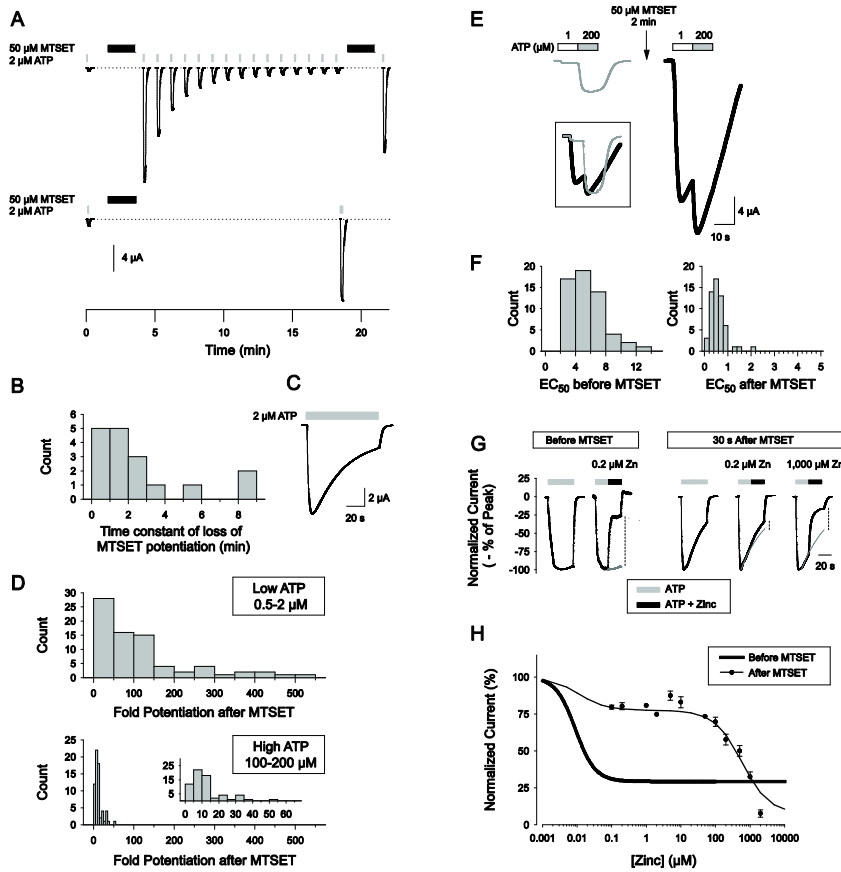 A
50 µM MTSET
2 µM ATP
50 µM MTSET
2 µM ATP
4 µA
0 5 10 15 20
Time (min)
B
6
5
4
3
2
1
0
Count
0 2 4 6 8
Time constant of loss of
MTSET potentiation (min)
C
2 µM ATP
2 µA
20 s
D
Low ATP
0.5-2 µM
30
25
20
15
10
5
0
Count
0 100 200 300 400 500
Fold Potentiation after MTSET
High ATP
100-200 µM
25
20
15
10
5
0
Count
25
15
5
0 10 20 30 40 50 60
0 100 200 300 400 500
Fold Potentiation after MTSET
E
50 µM MTSET
2 min
ATP (µM)
1 200
1 200
4 µA
10 s
F
20
15
10
5
0
Count
0 4 8 12
EC50 before MTSET
20
15
10
5
0
Count
0 1 2 3 4 5
EC50 after MTSET
G
Before MTSET
30 s After MTSET
0.2 µM Zn
0.2 µM Zn
1,000 µM Zn
25
0
-25
-50
-75
-100
Normalized Current
( - % of Peak)
20 s
ATP
ATP + Zinc
H
Before MTSET
After MTSET
100
75
50
25
0
Normalized Current (%)
0.001 0.01 0.1 1 10 100 1000 10000
[Zinc] (µM)